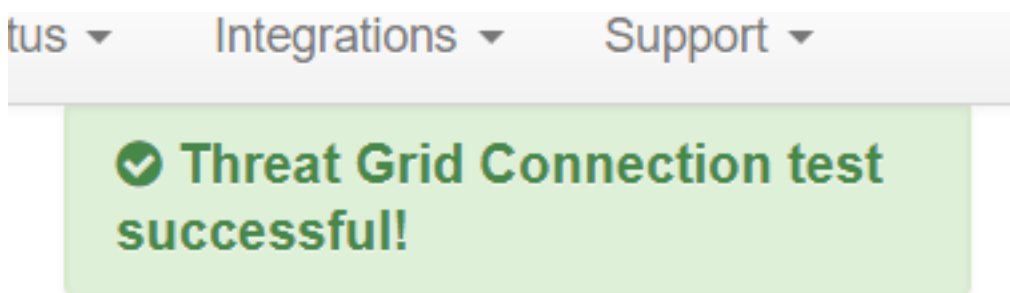 tus Integrations Support
Threat Grid Connection test
successful!